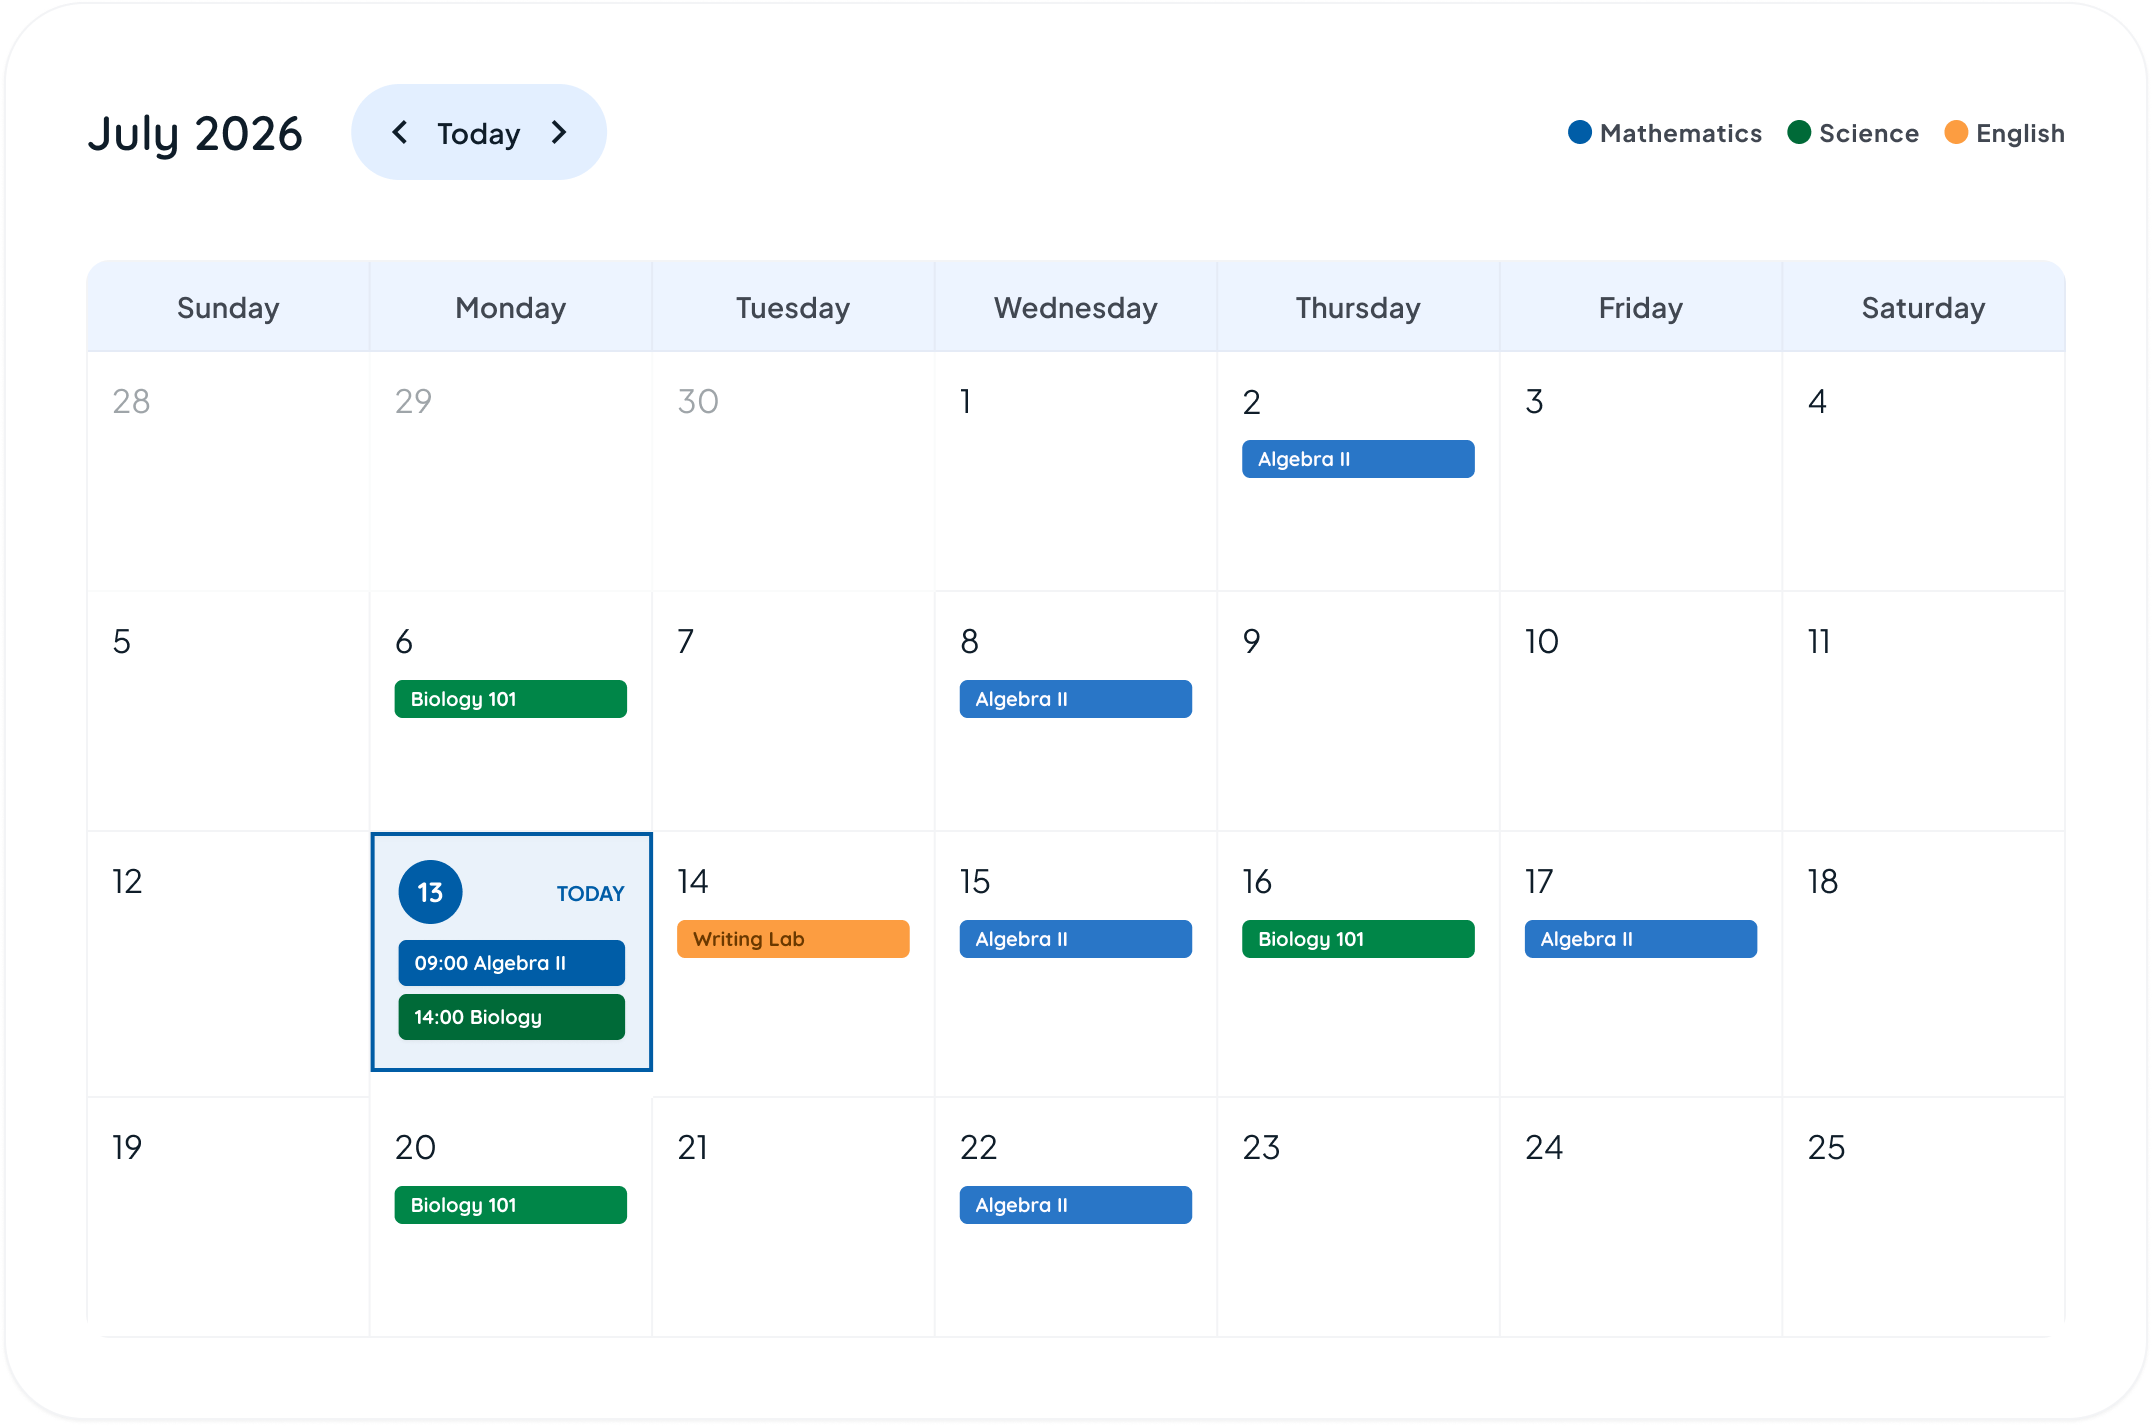 July 2026
Today
Mathematics
Science
English
Sunday
Monday
Tuesday
Wednesday
Thursday
Friday
Saturday
28
29
30
1
2
Algebra II
3
4
5
6
Biology 101
7
8
Algebra II
9
10
11
12
13
TODAY
09:00 Algebra II
14:00 Biology
14
Writing Lab
15
Algebra II
16
Biology 101
17
Algebra II
18
19
20
Biology 101
21
22
Algebra II
23
24
25